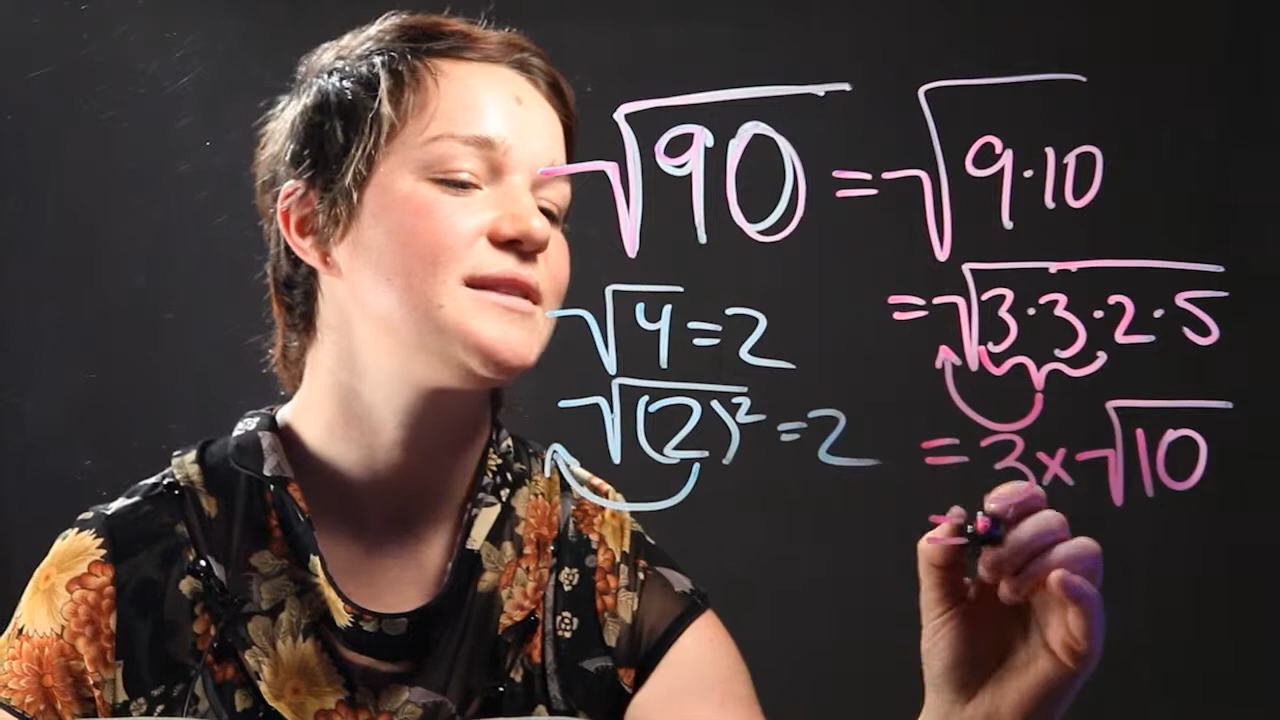 √90 = √9·10
= √3·3·2·5
√4 = 2
√(2)² = 2
= 3 x √10
=